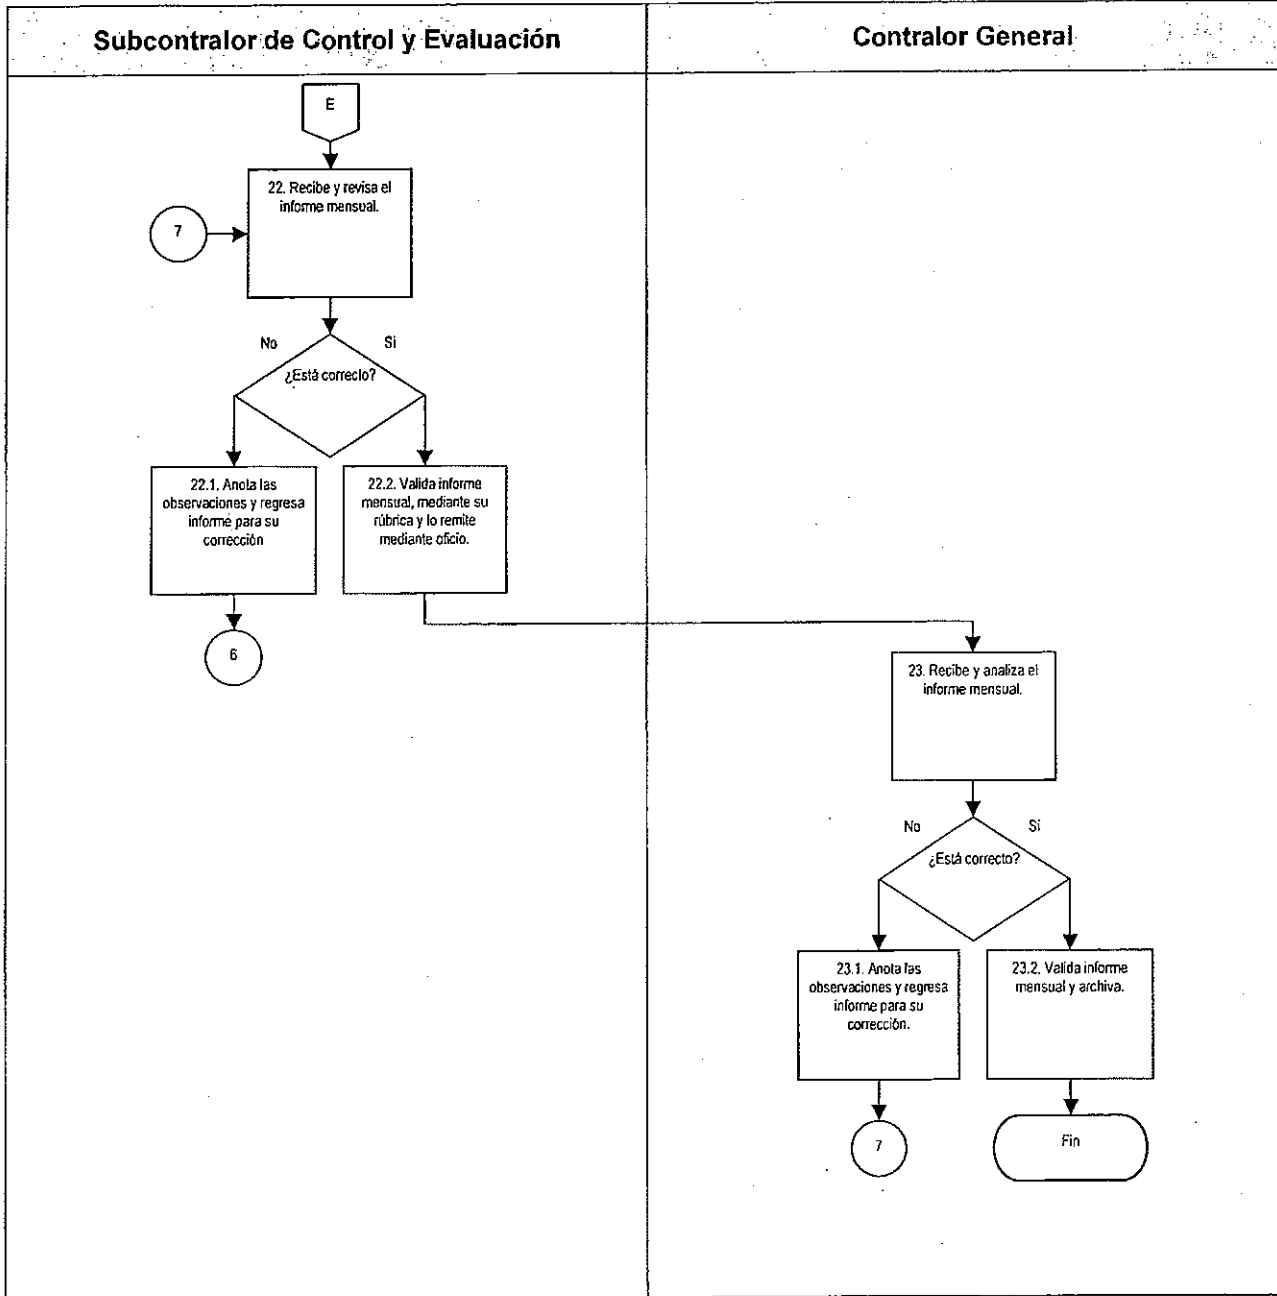 Subcontralor de Control y Evaluación
Contralor General
E
22. Recibe y revisa el
informe mensual.
7
No
Si
¿Está correcto?
22.1. Anota las
observaciones y regresa
informe para su
corrección
22.2. Valida informe
mensual, mediante su
rúbrica y lo remite
mediante oficio.
6
23. Recibe y analiza el
informe mensual.
No
Si
¿Está correcto?
23.1. Anota las
observaciones y regresa
informe para su
corrección.
23.2. Valida informe
mensual y archiva.
7
Fin